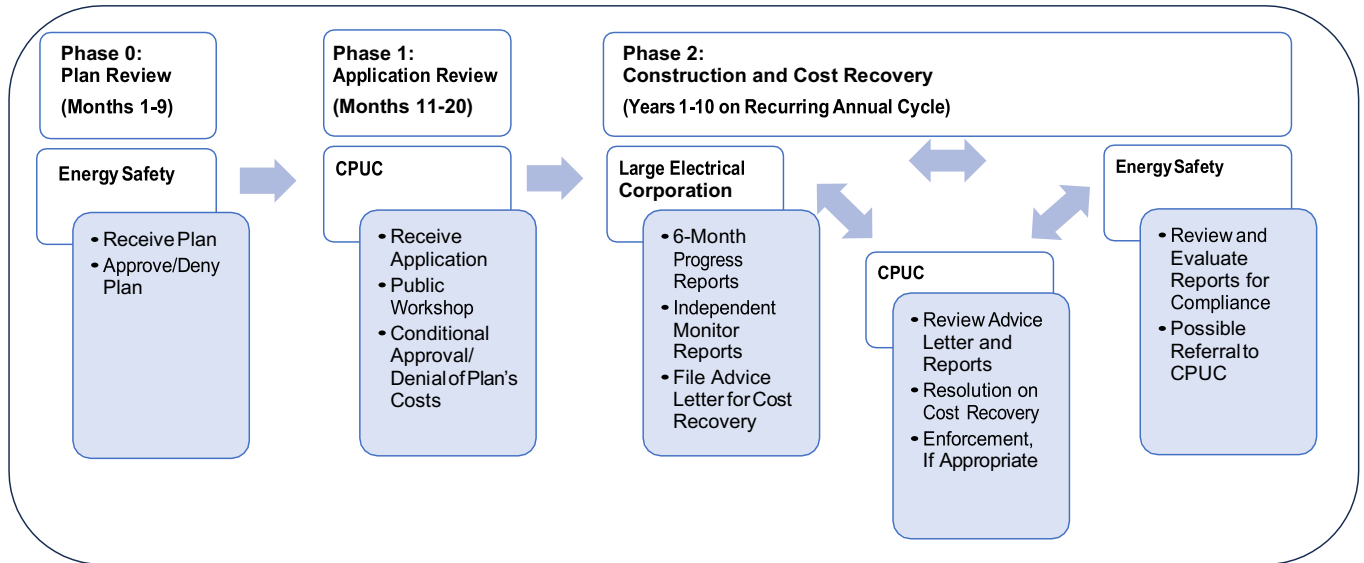 Phase 0:
Plan Review
(Months 1-9)
Energy Safety
• Receive Plan
• Approve/Deny
Plan
Phase 1:
Application Review
(Months 11-20)
CPUC
• Receive
Application
• Public
Workshop
• Conditional
Approval/
Denial of Plan's
Costs
Phase 2:
Construction and Cost Recovery
(Years 1-10 on Recurring Annual Cycle)
Large Electrical
Corporation
• 6-Month
Progress
Reports
• Independent
Monitor
Reports
• File Advice
Letter for Cost
Recovery
CPUC
• Review Advice
Letter and
Reports
• Resolution on
Cost Recovery
• Enforcement,
If Appropriate
Energy Safety
• Review and
Evaluate
Reports for
Compliance
• Possible
Referral to
CPUC